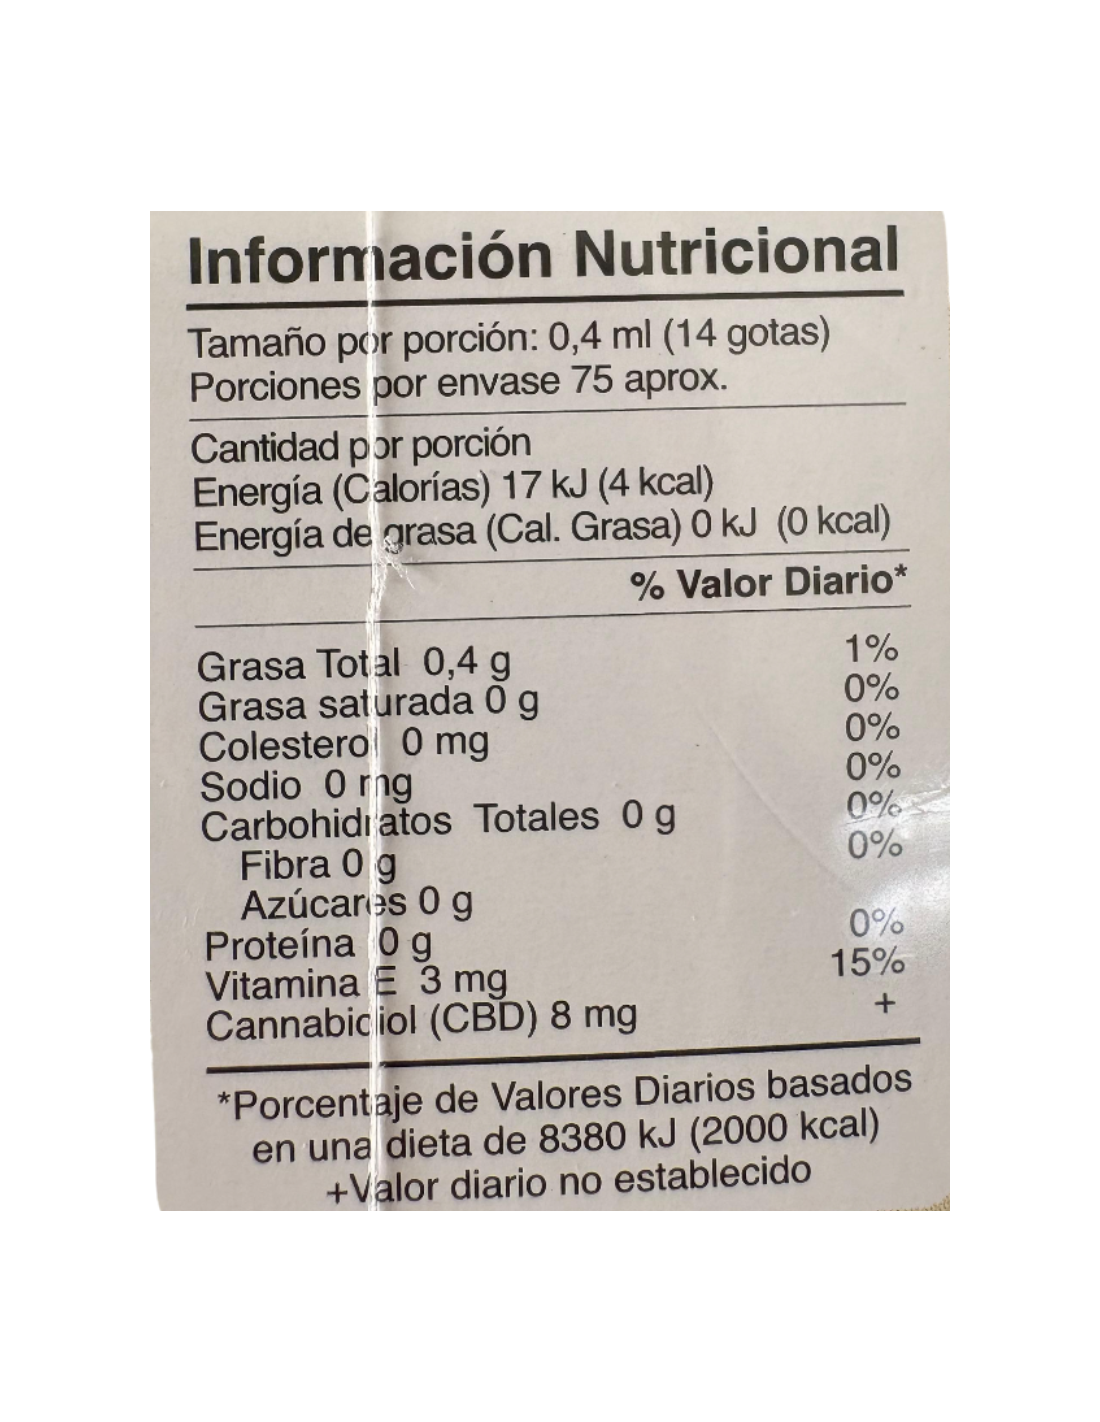 Información Nutricional
Tamaño por porción: 0,4 ml (14 gotas)
Porciones por envase 75 aprox.
Cantidad por porción
Energía (Calorías) 17 kJ (4 kcal)
Energía de grasa (Cal. Grasa) 0 kJ (0 kcal)
% Valor Diario*
Grasa Total 0,4 g 1%
Grasa saturada 0 g 0%
Colesterol 0 mg 0%
Sodio 0 mg 0%
Carbohidratos Totales 0 g 0%
Fibra 0 g 0%
Azúcares 0 g
Proteína 0 g 0%
Vitamina E 3 mg 15%
Cannabidiol (CBD) 8 mg +
*Porcentaje de Valores Diarios basados
en una dieta de 8380 kJ (2000 kcal)
+Valor diario no establecido